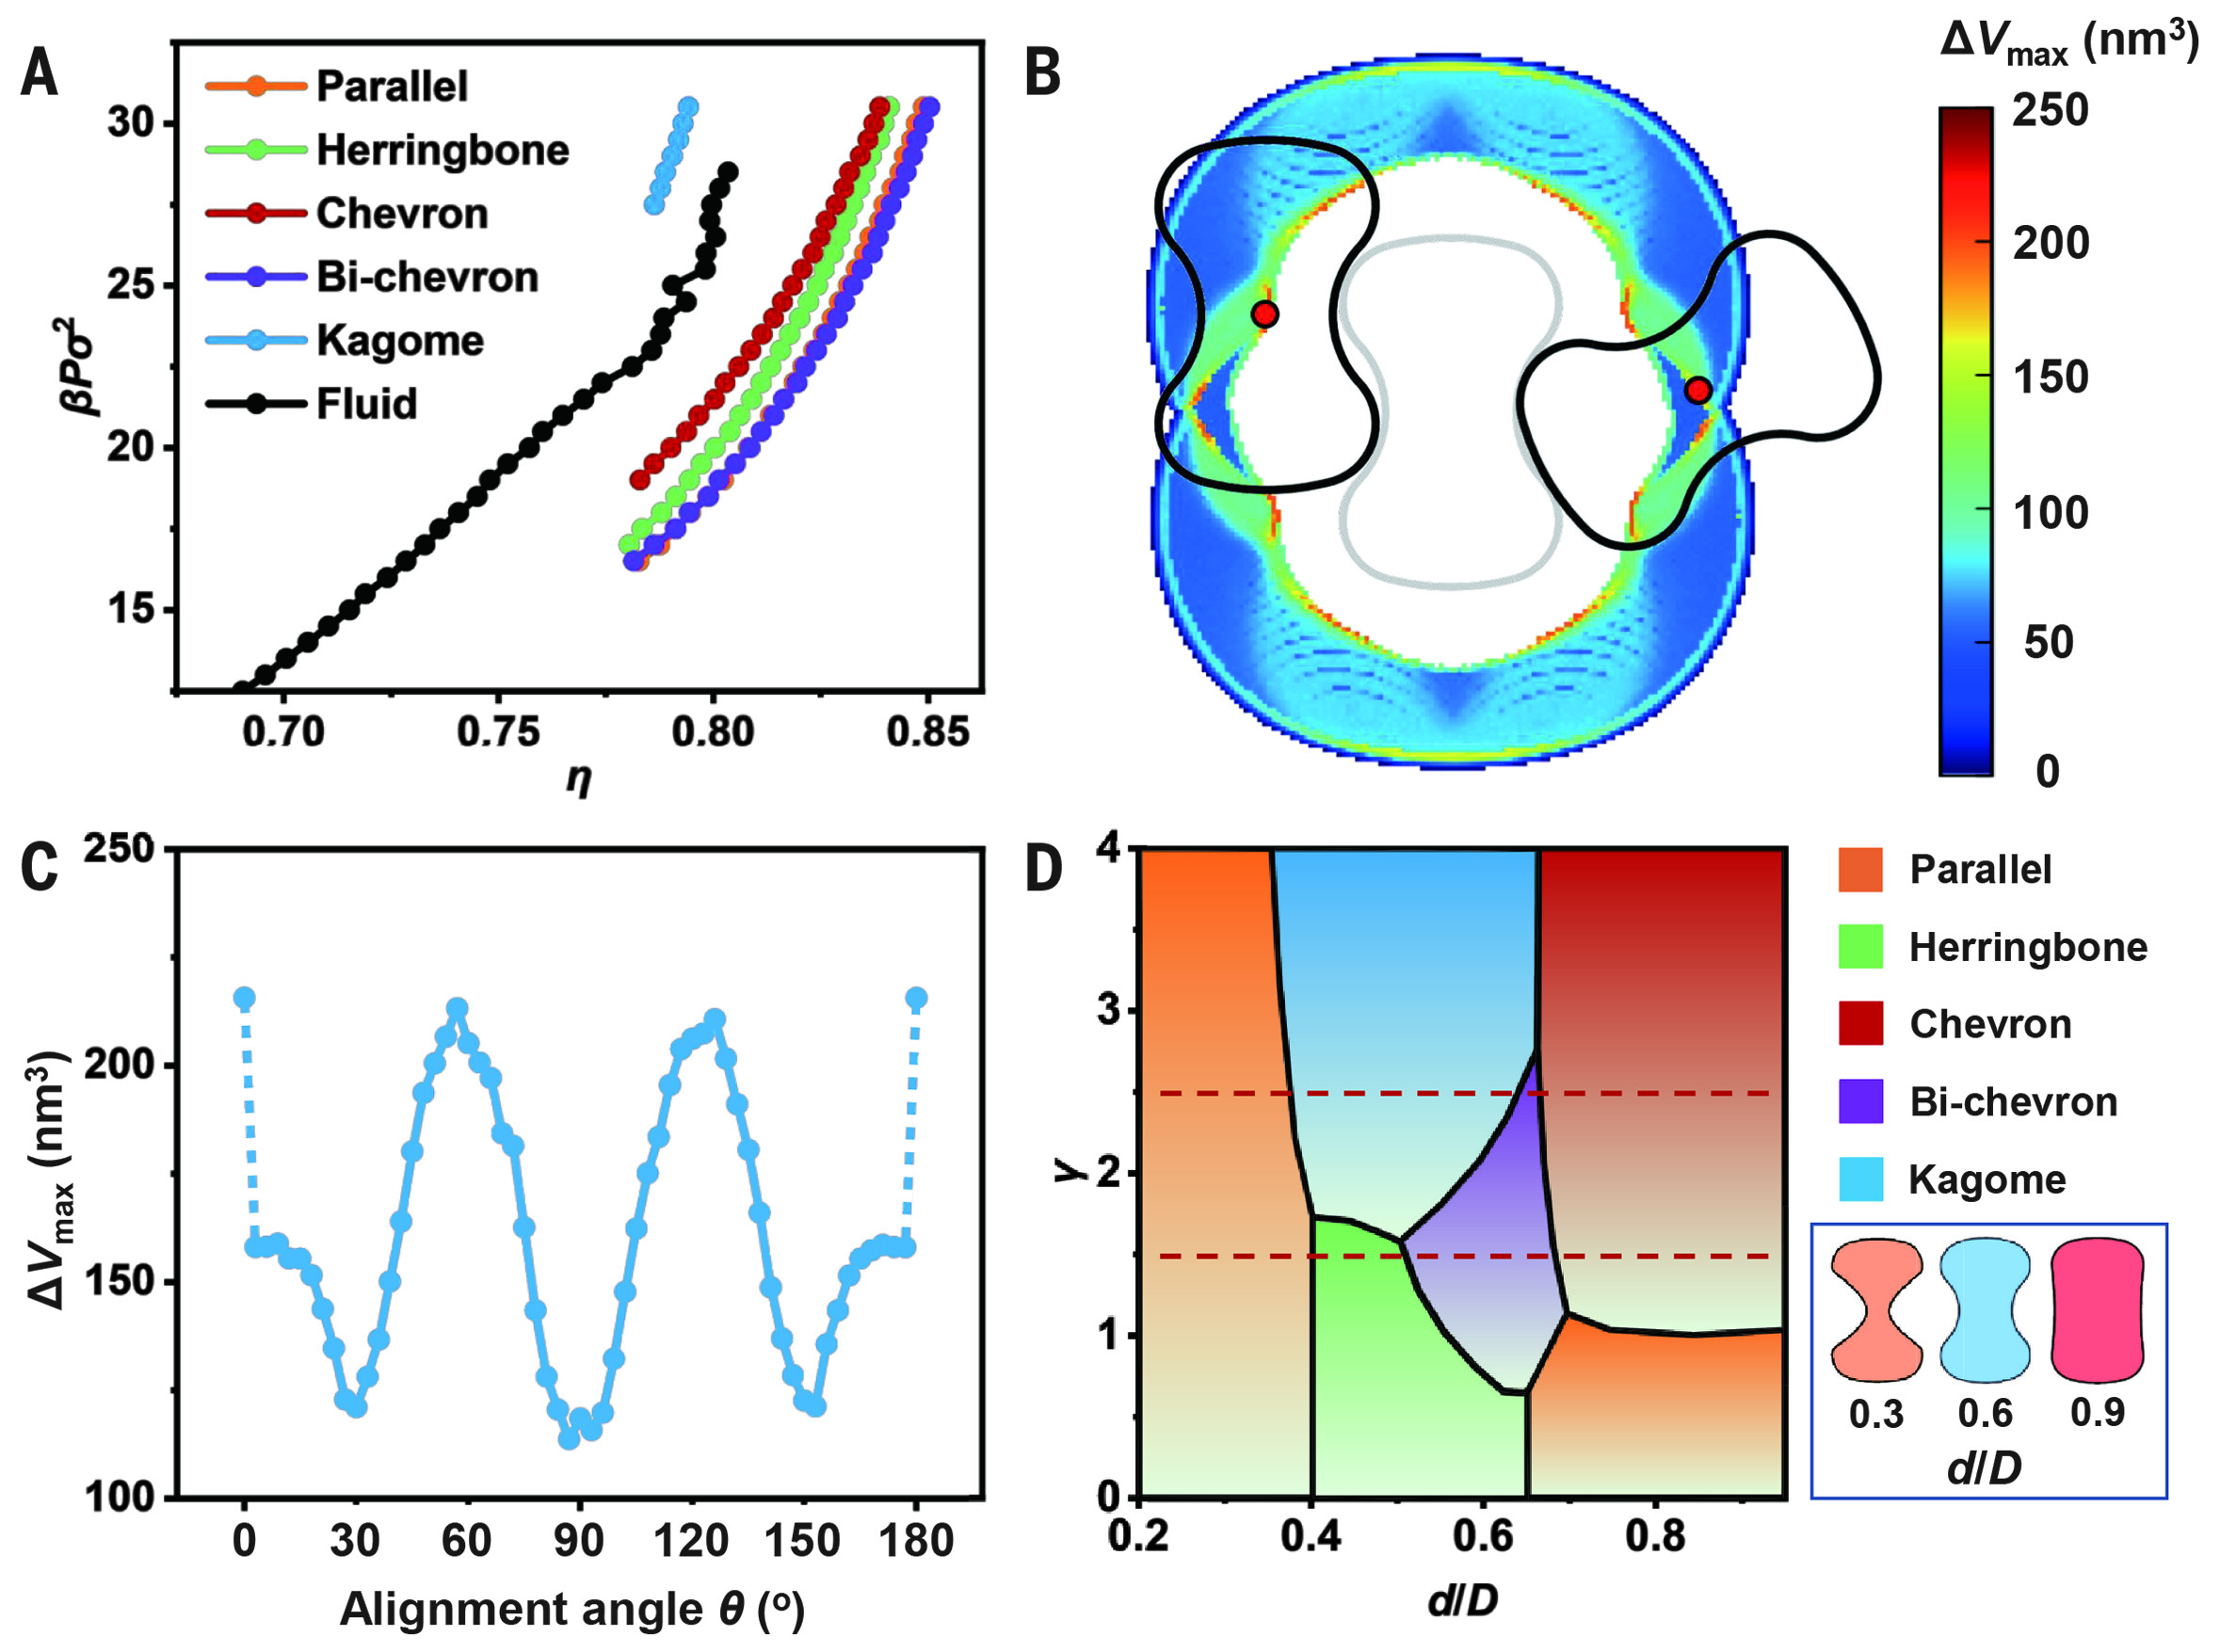 A
Parallel
Herringbone
Chevron
Bi-chevron
Kagome
Fluid
30
25
20
15
βPσ²
0.70
0.75
0.80
0.85
η
B
ΔVmax (nm³)
250
200
150
100
50
0
C
250
200
150
100
ΔVmax (nm³)
0
30
60
90
120
150
180
Alignment angle θ (°)
D
4
3
2
1
0
γ
0.2
0.4
0.6
0.8
d/D
Parallel
Herringbone
Chevron
Bi-chevron
Kagome
0.3
0.6
0.9
d/D